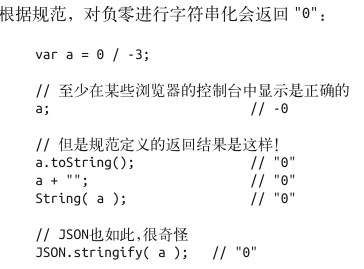 根据规范，对负零进行字符串化会返回 "0"：
var a = 0 / -3;
// 至少在某些浏览器的控制台中显示是正确的
a; // -0
// 但是规范定义的返回结果是这样！
a.toString(); // "0"
a + ""; // "0"
String( a ); // "0"
// JSON也如此,很奇怪
JSON.stringify( a ); // "0"